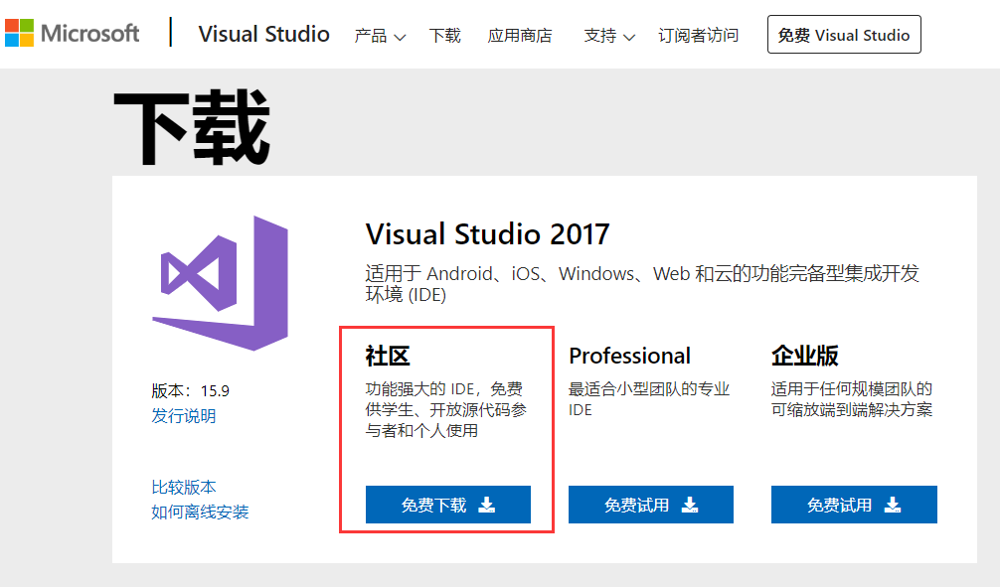 Microsoft Visual Studio 产品 下载 应用商店 支持 订阅者访问 免费 Visual Studio
下载
Visual Studio 2017
适用于 Android、iOS、Windows、Web 和云的功能完备型集成开发
环境 (IDE)
版本：15.9
发行说明
比较版本
如何离线安装
社区
功能强大的 IDE，免费
供学生、开放源代码参
与者和个人使用
免费下载
Professional
最适合小型团队的专业
IDE
免费试用
企业版
适用于任何规模团队的
可缩放端到端解决方案
免费试用